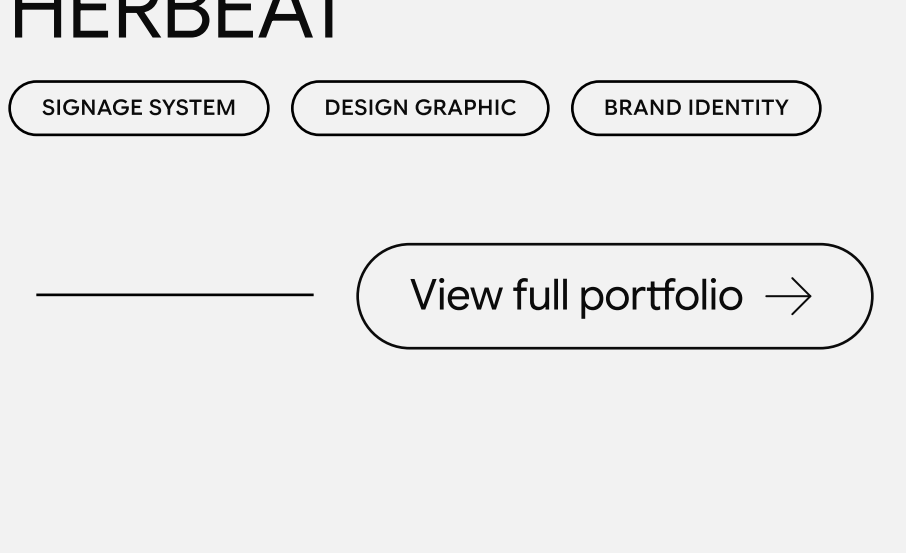 HERBEAT
SIGNAGE SYSTEM
DESIGN GRAPHIC
BRAND IDENTITY
View full portfolio